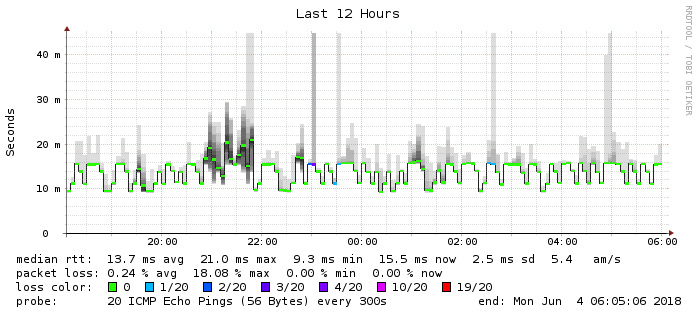 Last 12 Hours
RRDTOOL / TOBI OETIKER
Seconds
40 m
30 m
20 m
10 m
0
20:00 22:00 00:00 02:00 04:00 06:00
median rtt: 13.7 ms avg 21.0 ms max 9.3 ms min 15.5 ms now 2.5 ms sd 5.4 am/s
packet loss: 0.24 % avg 18.08 % max 0.00 % min 0.00 % now
loss color: 0 1/20 2/20 3/20 4/20 10/20 19/20
probe: 20 ICMP Echo Pings (56 Bytes) every 300s end: Mon Jun 4 06:05:06 2018